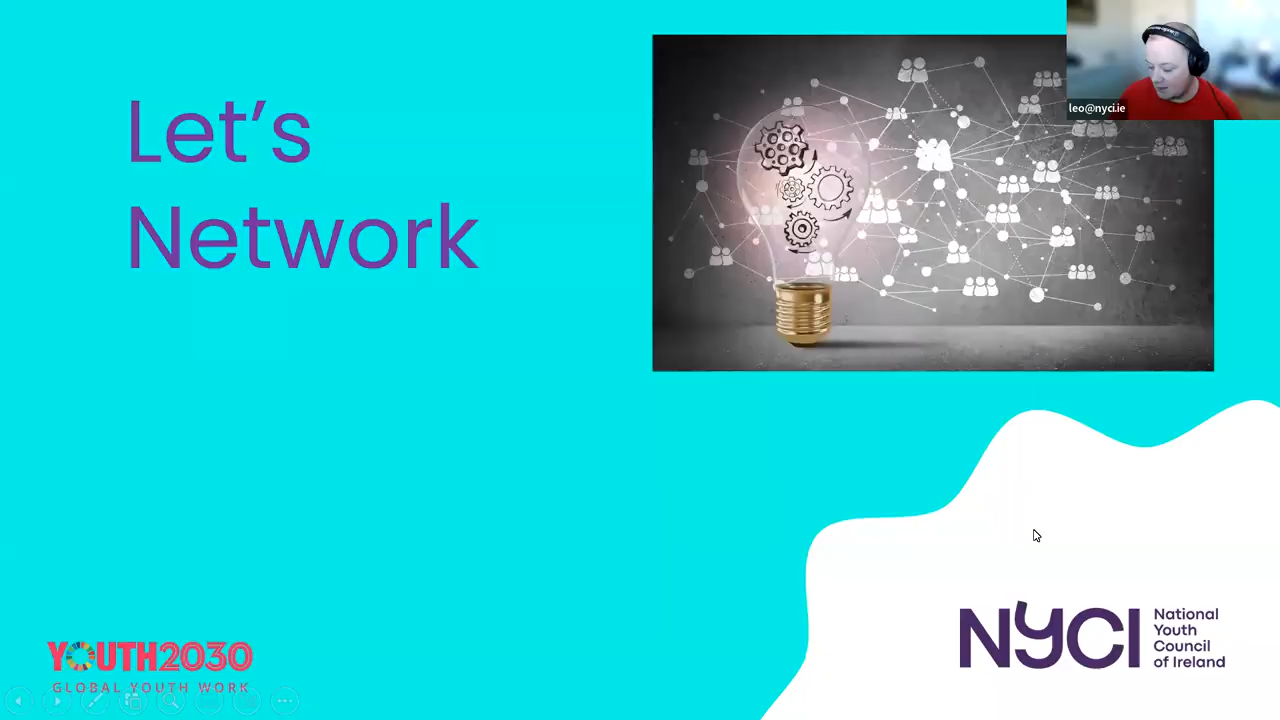 Let's
Network
leo@nyci.ie
YOUTH2030
GLOBAL YOUTH WORK
NYCI
National
Youth
Council
of Ireland